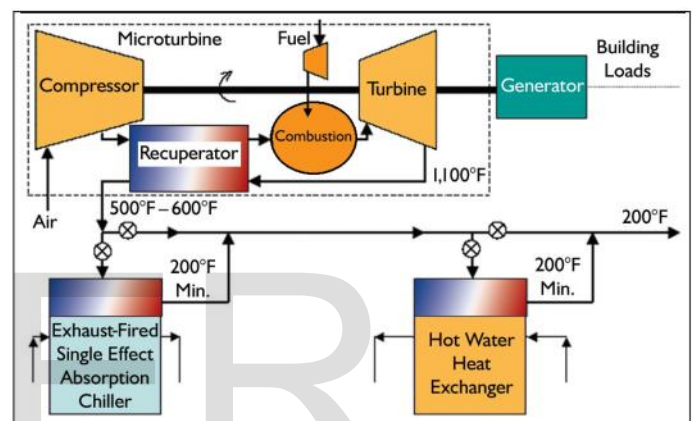 Microturbine
Fuel
Compressor
Turbine
Generator
Building
Loads
Combustion
Recuperator
1,100°F
Air
500°F–600°F
200°F
200°F
Min.
200°F
Min.
Exhaust-Fired
Single Effect
Absorption
Chiller
Hot Water
Heat
Exchanger
ER